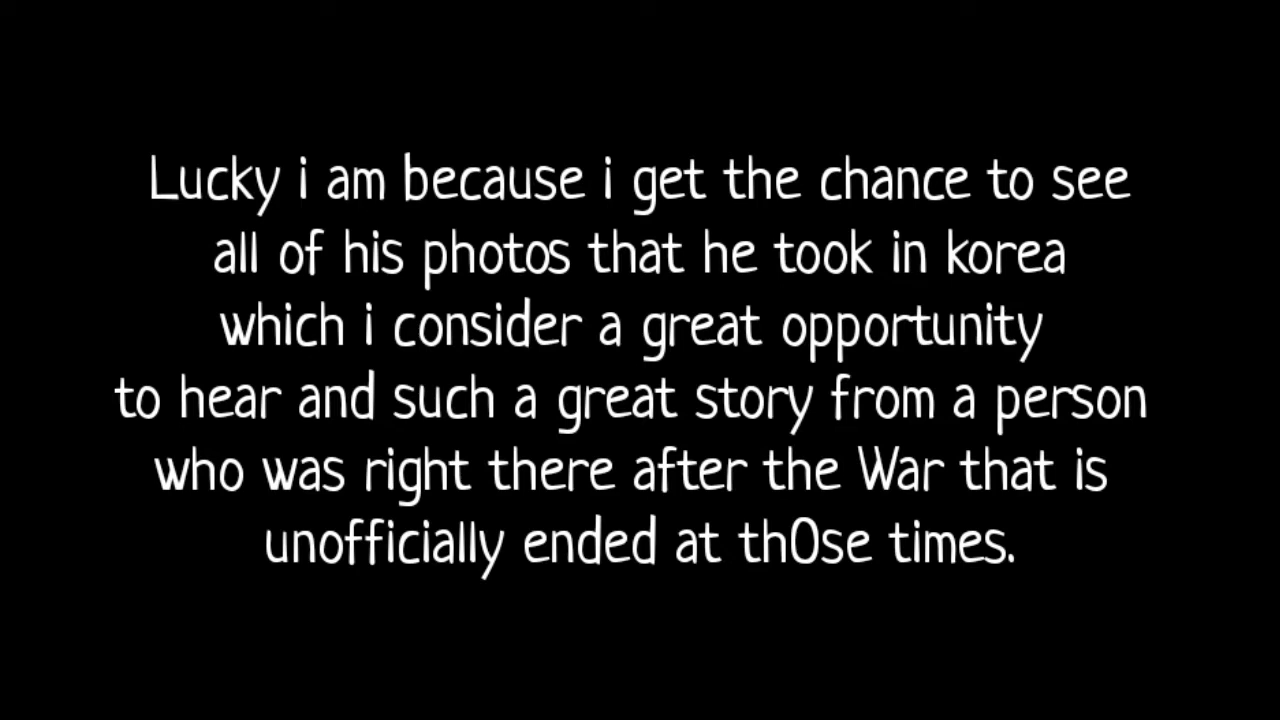 Lucky i am because i get the chance to see
all of his photos that he took in korea
which i consider a great opportunity
to hear and such a great story from a person
who was right there after the War that is
unofficially ended at thOse times.